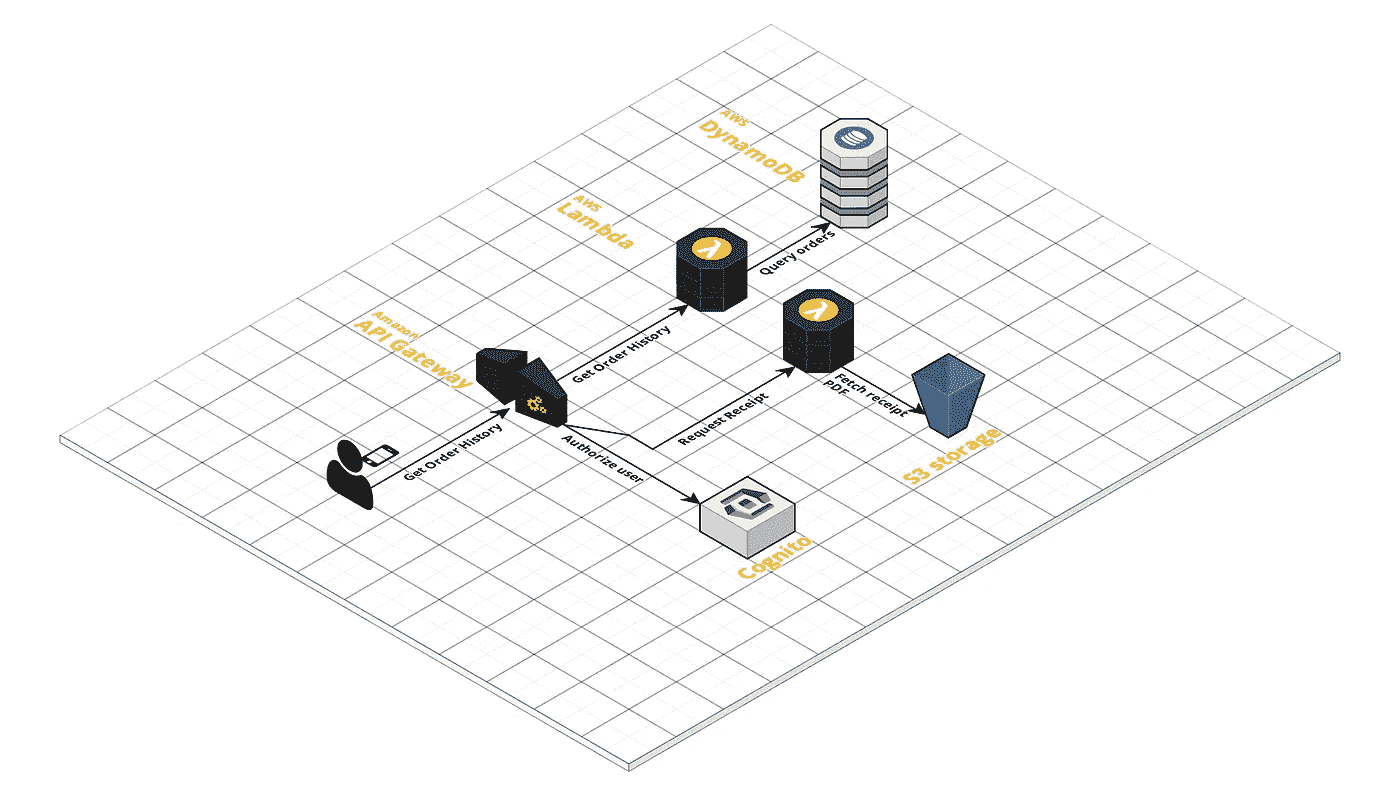 AWS
DynamoDB
AWS
Lambda
Query orders
Amazon
API Gateway
Get Order History
Get Order History
Request Receipt
Fetch receipt
PDF
Authorize user
S3 storage
Cognito